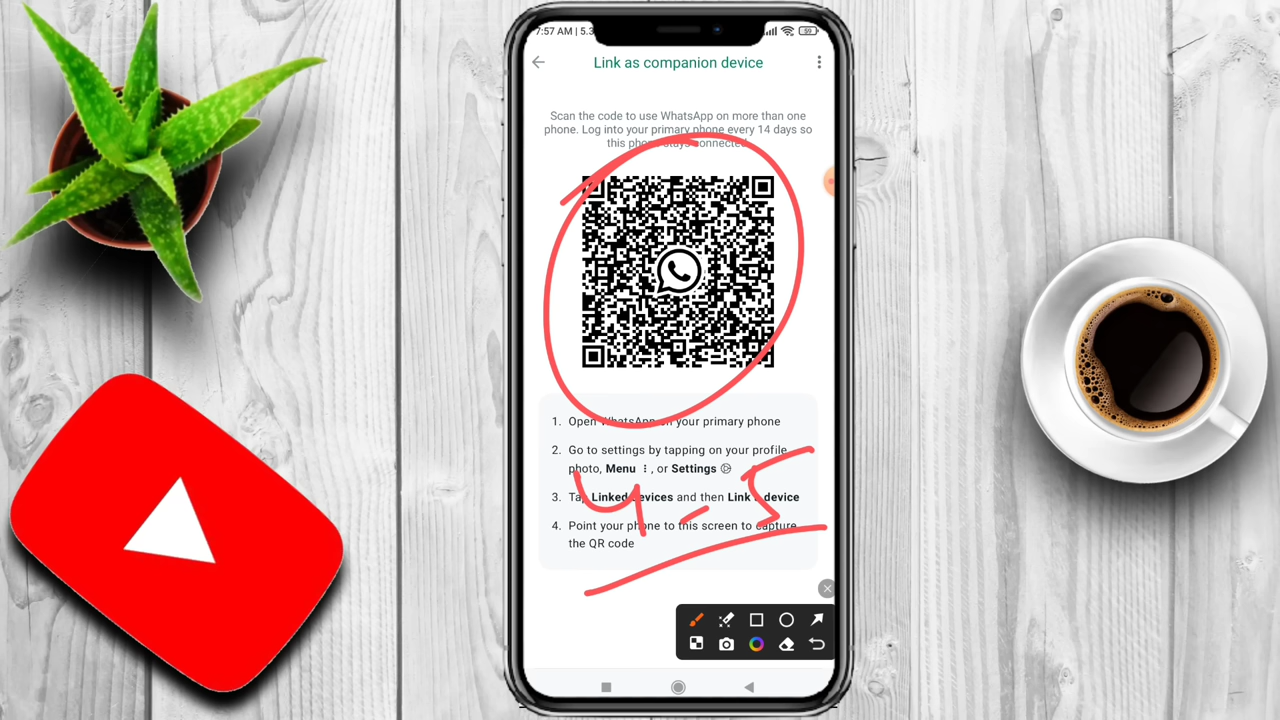 7:57 AM | 5.3
59
Link as companion device
Scan the code to use WhatsApp on more than one
phone. Log into your primary phone every 14 days so
this phone stays connected.
1. Open WhatsApp on your primary phone
2. Go to settings by tapping on your profile
photo, Menu ⋮, or Settings
3. Tap Linked devices and then Link a device
4. Point your phone to this screen to capture
the QR code
4-5